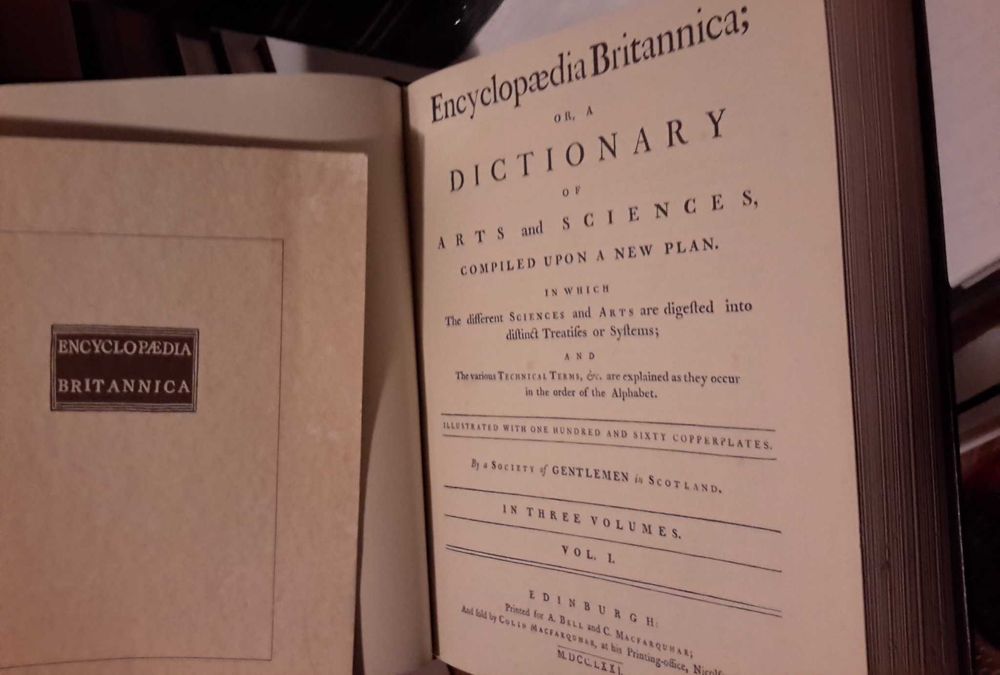 ENCYCLOPÆDIA
BRITANNICA
Encyclopædia Britannica;
OR, A
DICTIONARY
OF
ARTS and SCIENCES,
COMPILED UPON A NEW PLAN.
IN WHICH
The different SCIENCES and ARTS are digeſted into
diſtinct Treatiſes or Syſtems;
AND
The various TECHNICAL TERMS, &c. are explained as they occur
in the order of the Alphabet.
ILLUSTRATED WITH ONE HUNDRED AND SIXTY COPPERPLATES.
By a SOCIETY of GENTLEMEN in SCOTLAND.
IN THREE VOLUMES.
VOL. I.
EDINBURGH:
Printed for A. BELL and C. MACFARQUHAR;
And ſold by COLIN MACFARQUHAR, at his Printing-office,
M.DCC.LXXI.